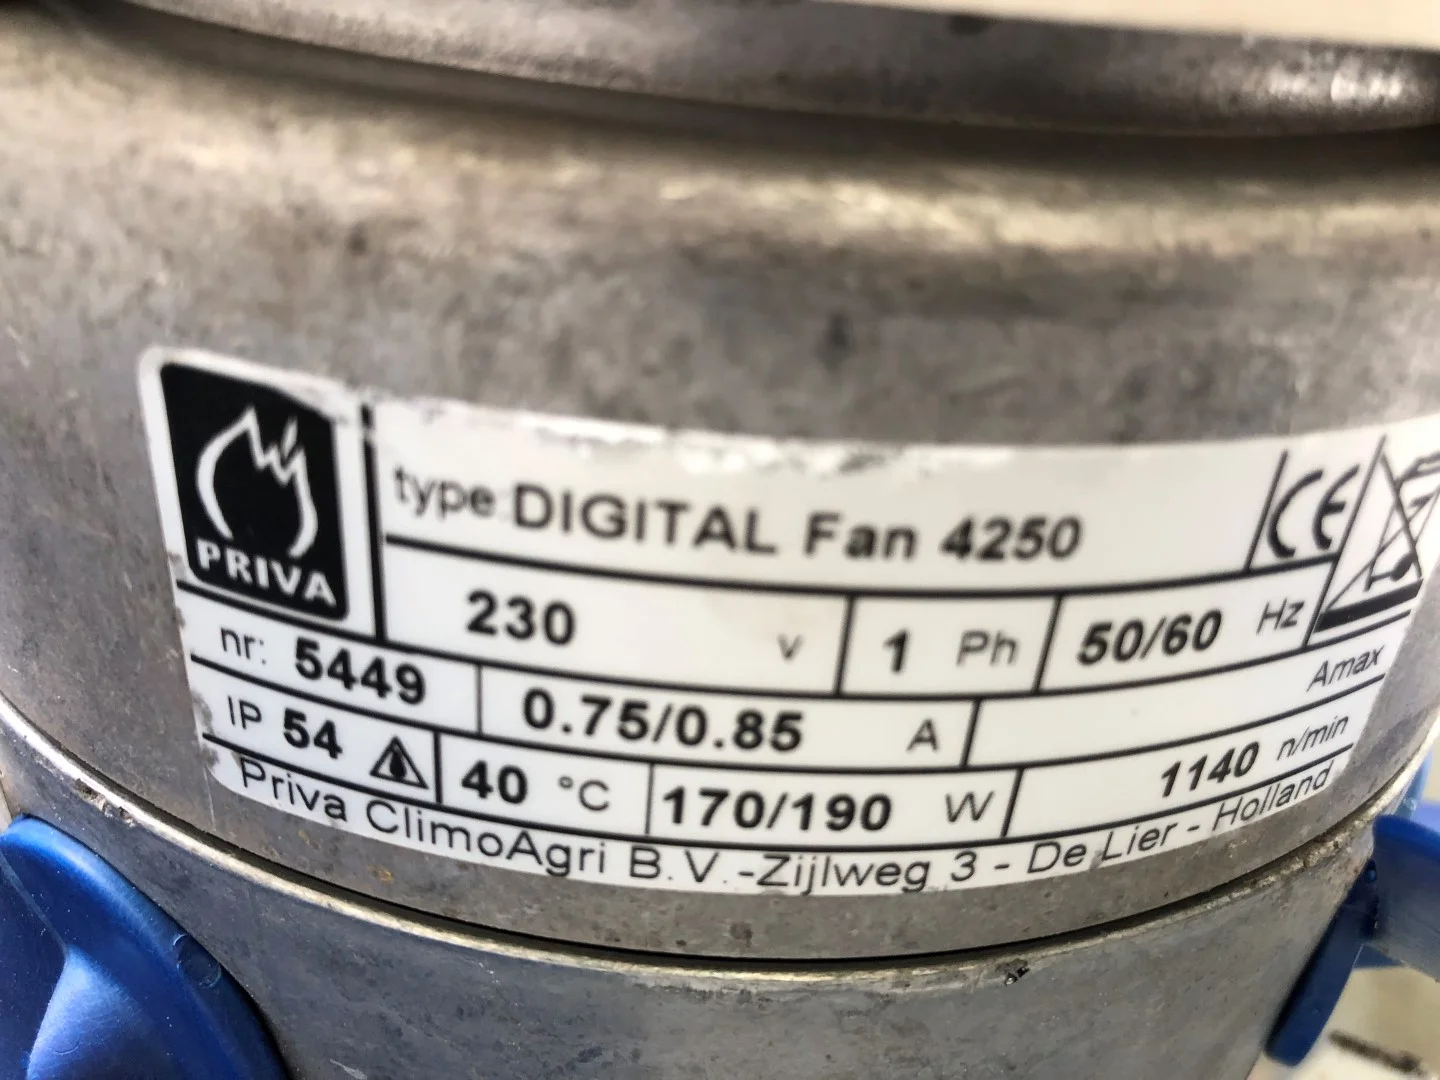 PRIVA
type DIGITAL Fan 4250 CE
230 v 1 Ph 50/60 Hz
nr: 5449 0.75/0.85 A Amax
IP 54 40 °C 170/190 W 1140 n/min
Priva ClimoAgri B.V.-Zijlweg 3 - De Lier - Holland